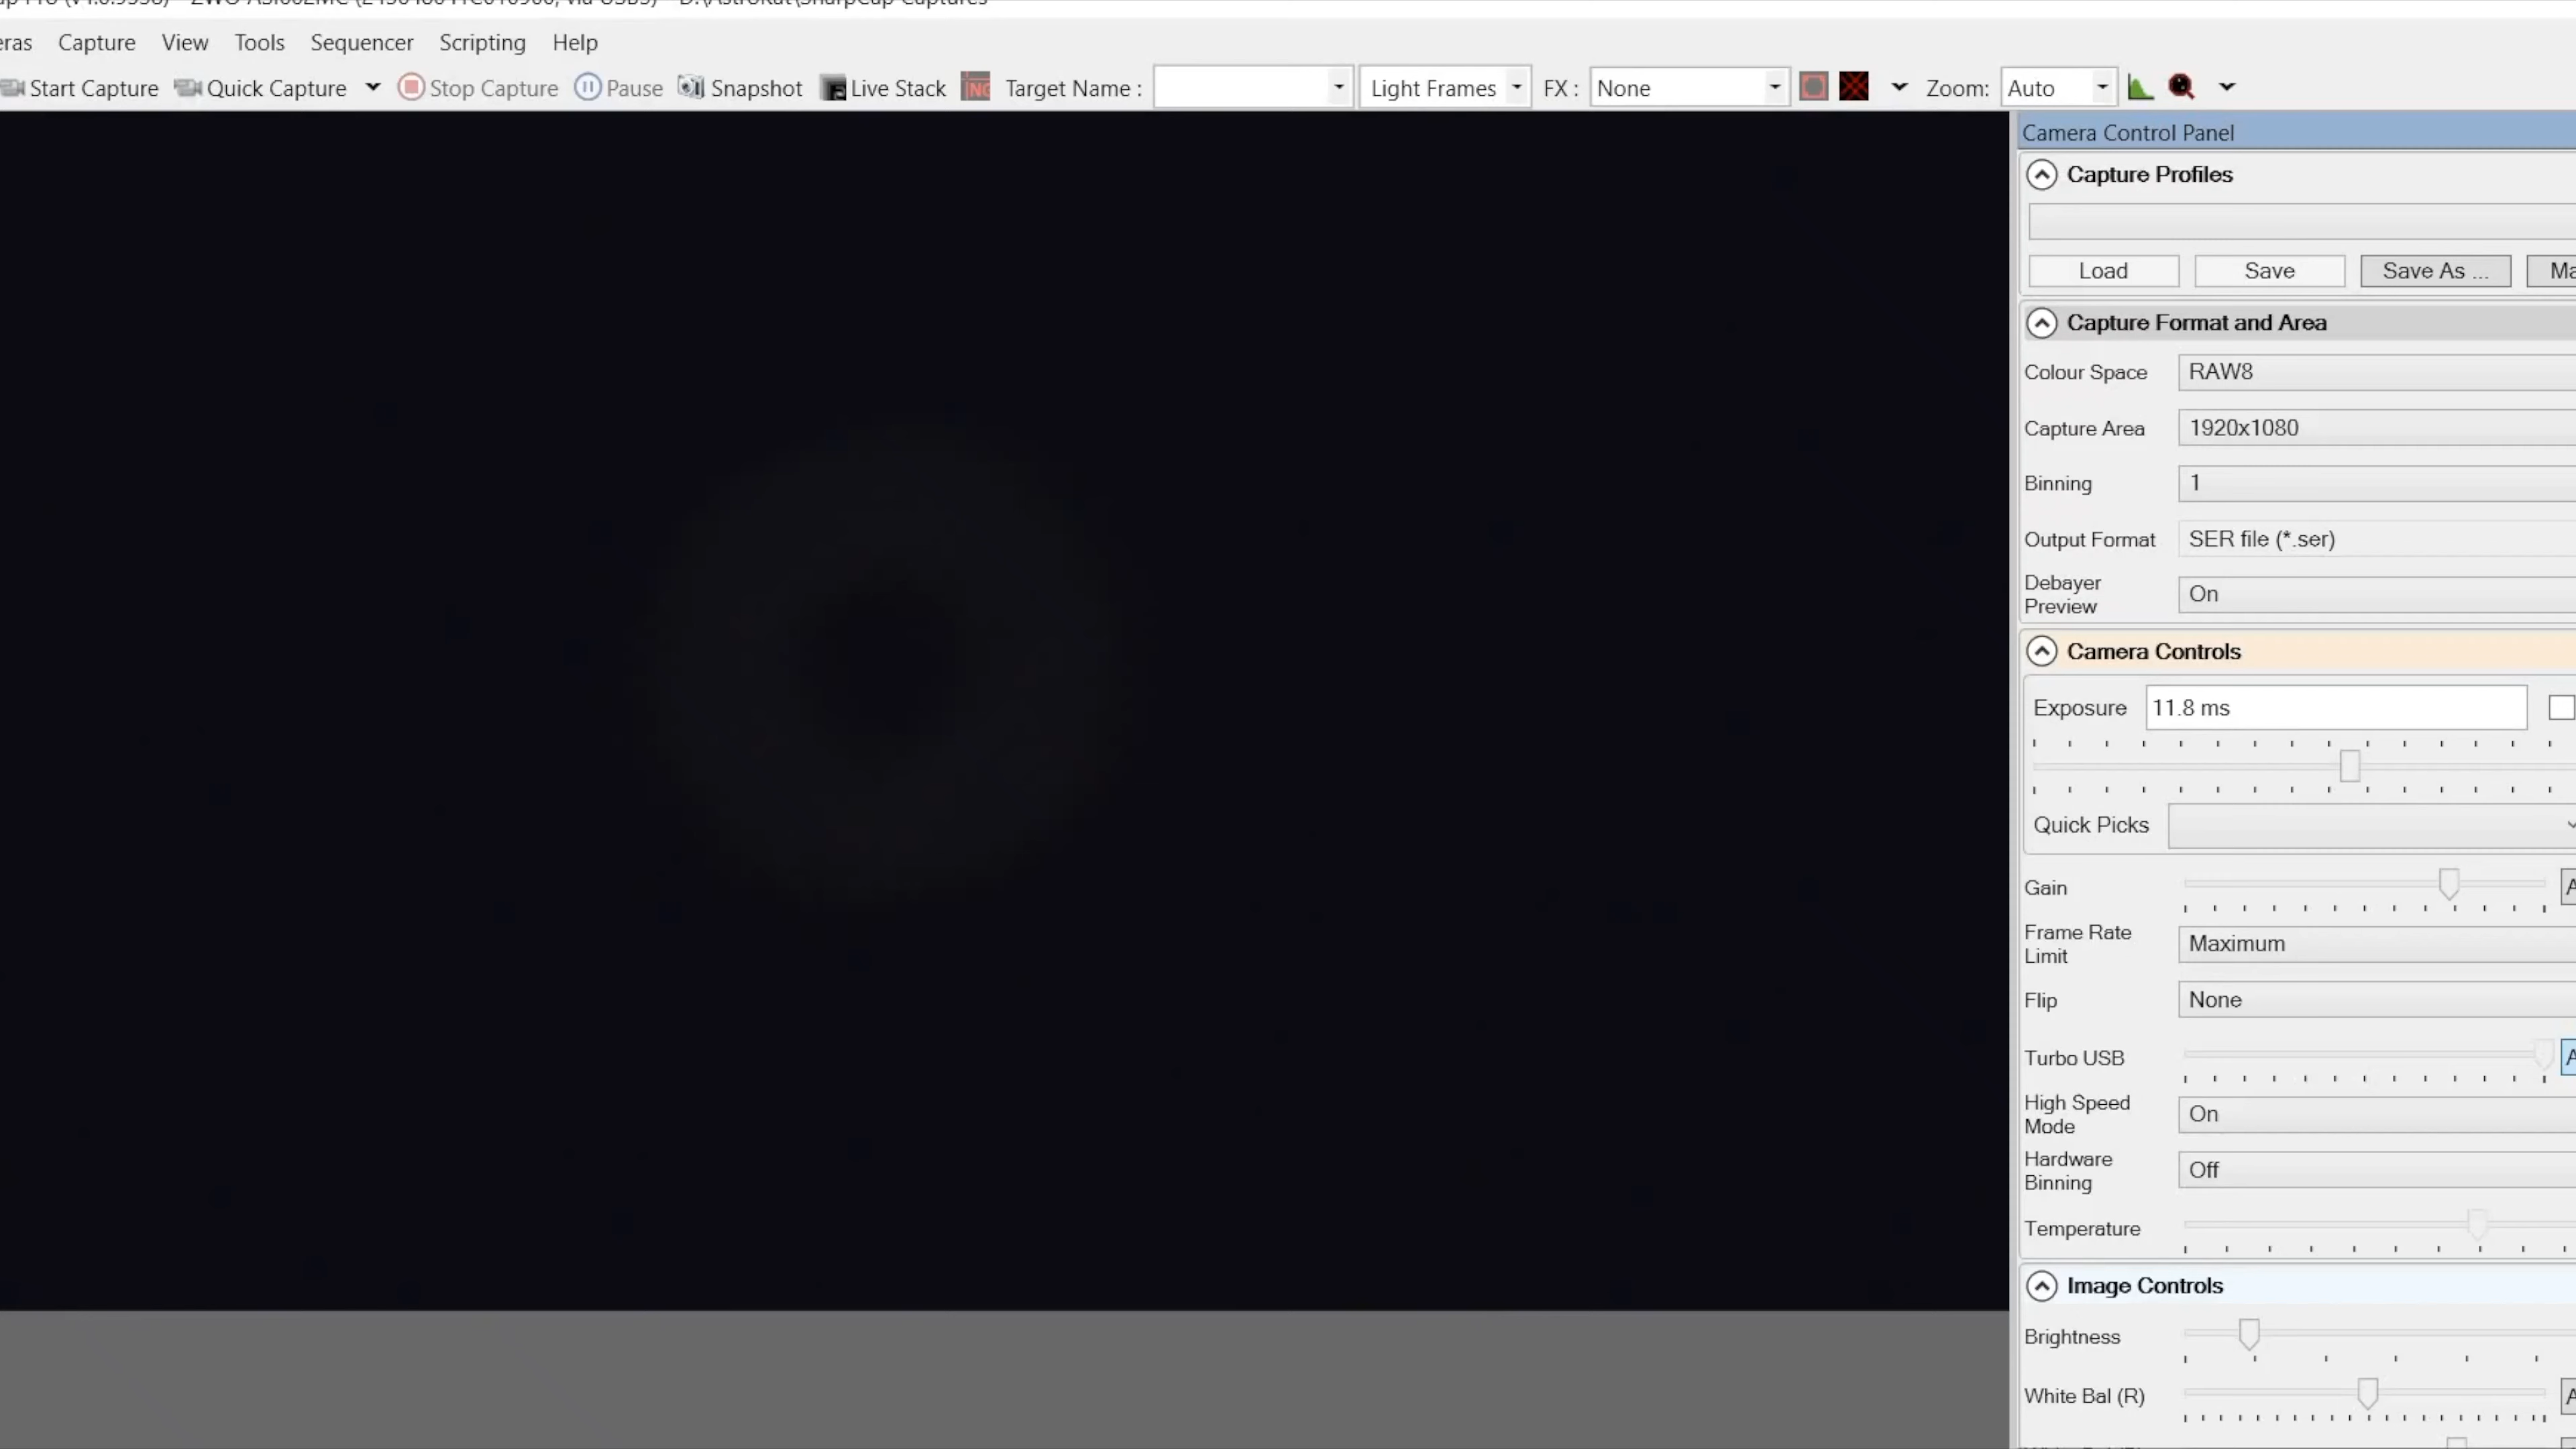 Capture View Tools Sequencer Scripting Help
Start Capture Quick Capture Stop Capture Pause Snapshot Live Stack Target Name : Light Frames FX : None Zoom: Auto
Camera Control Panel
Capture Profiles
Load Save Save As ...
Capture Format and Area
Colour Space RAW8
Capture Area 1920x1080
Binning 1
Output Format SER file (*.ser)
Debayer
Preview
On
Camera Controls
Exposure 11.8 ms
Quick Picks
Gain
Frame Rate
Limit
Maximum
Flip None
Turbo USB
High Speed
Mode
On
Hardware
Binning
Off
Temperature
Image Controls
Brightness
White Bal (R)